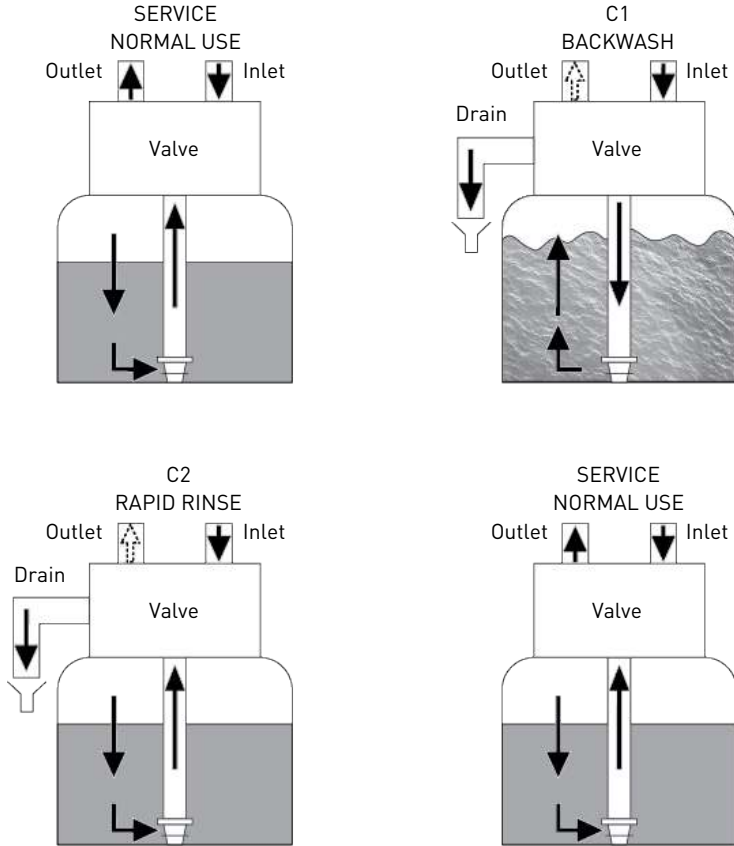 SERVICE
NORMAL USE
Outlet
Inlet
Valve
C1
BACKWASH
Outlet
Inlet
Drain
Valve
C2
RAPID RINSE
Outlet
Inlet
Drain
Valve
SERVICE
NORMAL USE
Outlet
Inlet
Valve